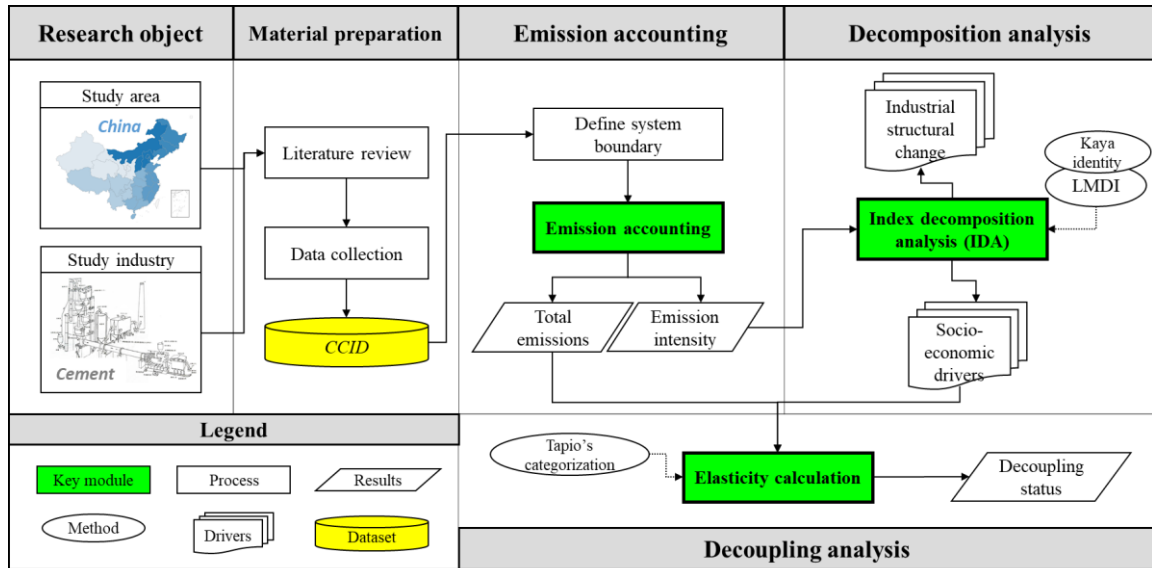 Research object
Material preparation
Emission accounting
Decomposition analysis
Study area
China
Study industry
Cement
Literature review
Data collection
CCID
Define system
boundary
Emission accounting
Total
emissions
Emission
intensity
Industrial
structural
change
Kaya
identity
LMDI
Index decomposition
analysis (IDA)
Socio-
economic
drivers
Legend
Key module
Process
Results
Method
Drivers
Dataset
Tapio's
categorization
Elasticity calculation
Decoupling
status
Decoupling analysis